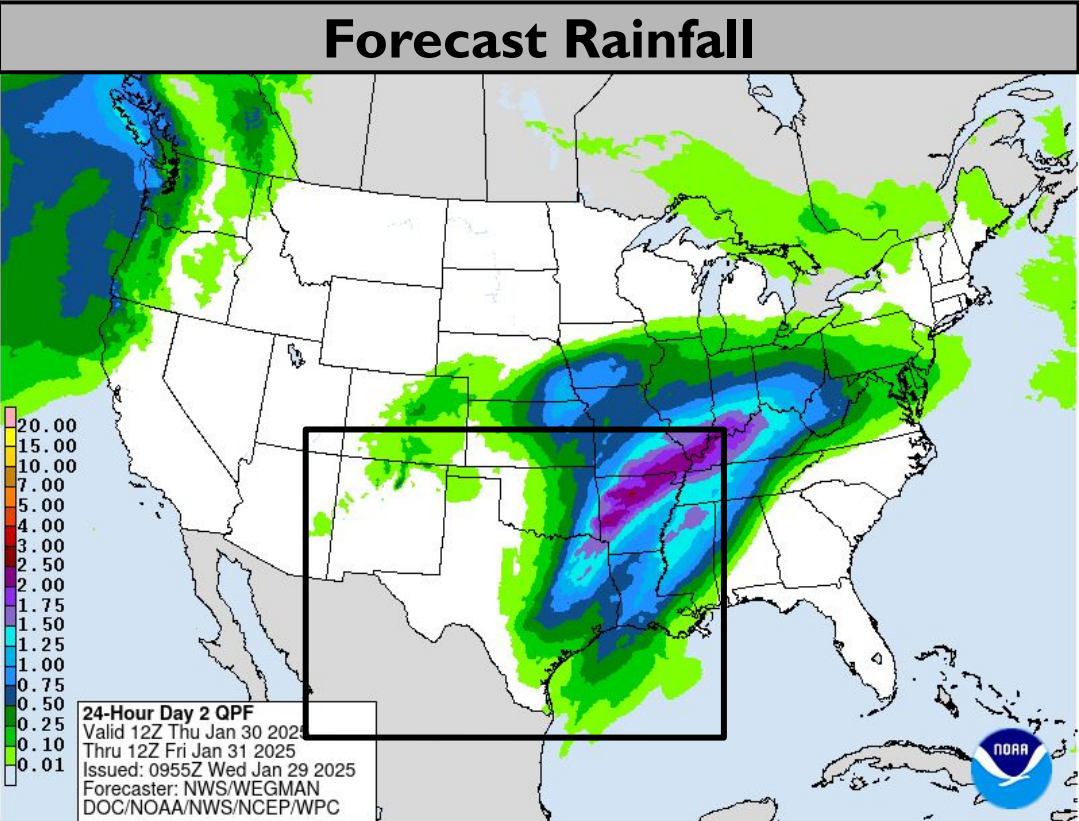 Forecast Rainfall
20.00
15.00
10.00
7.00
5.00
4.00
3.00
2.50
2.00
1.75
1.50
1.25
1.00
0.75
0.50
0.25
0.10
0.01
24-Hour Day 2 QPF
Valid 12Z Thu Jan 30 2025
Thru 12Z Fri Jan 31 2025
Issued: 0955Z Wed Jan 29 2025
Forecaster: NWS/WEGMAN
DOC/NOAA/NWS/NCEP/WPC
NOAA